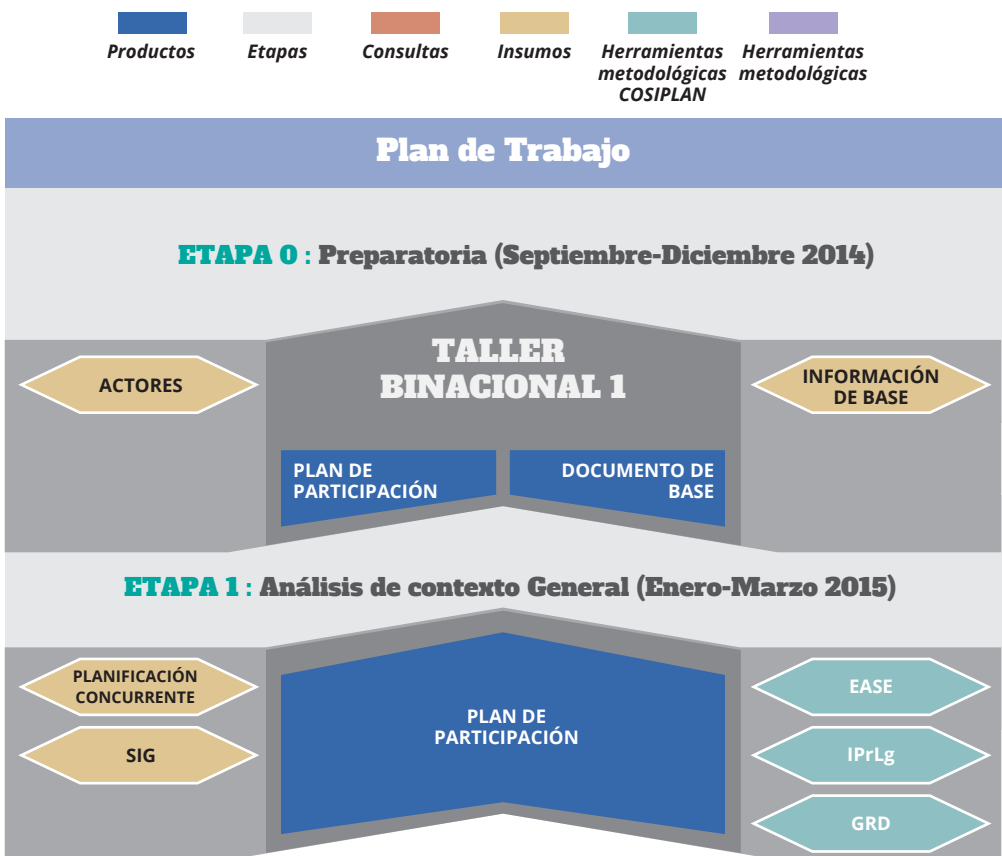 Productos
Etapas
Consultas
Insumos
Herramientas
metodológicas
COSIPLAN
Herramientas
metodológicas
Plan de Trabajo
ETAPA 0 : Preparatoria (Septiembre-Diciembre 2014)
ACTORES
TALLER
BINACIONAL 1
INFORMACIÓN
DE BASE
PLAN DE
PARTICIPACIÓN
DOCUMENTO DE
BASE
ETAPA 1 : Análisis de contexto General (Enero-Marzo 2015)
PLANIFICACIÓN
CONCURRENTE
SIG
PLAN DE
PARTICIPACIÓN
EASE
IPrLg
GRD